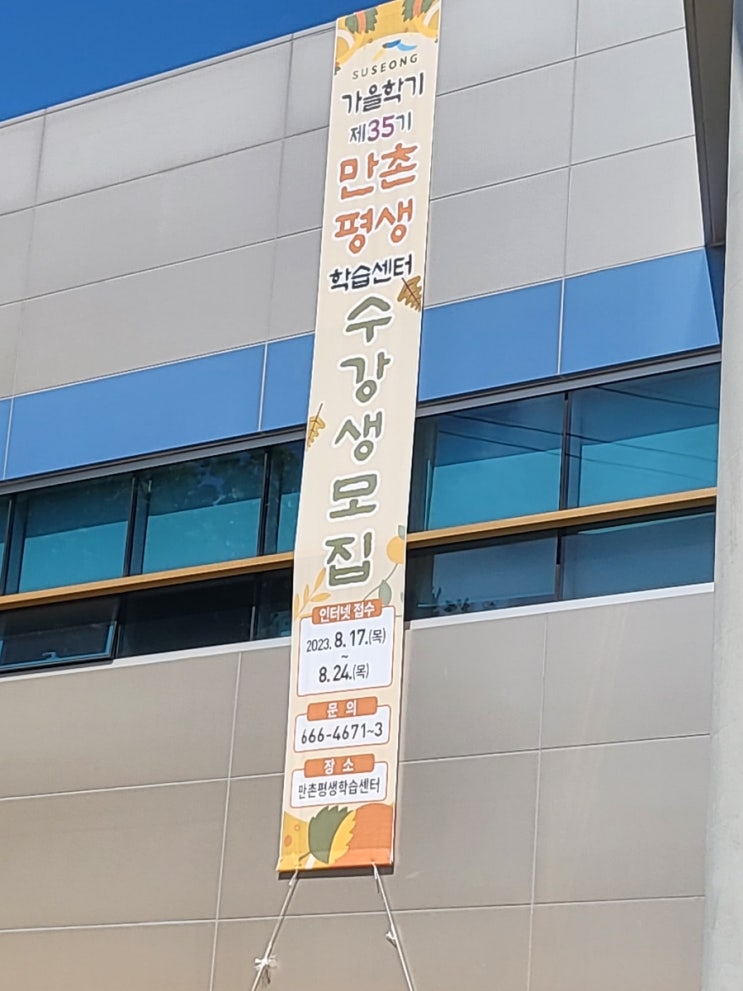 SUSEONG
가을학기
제35기
만촌
평생
학습센터
수
강
생
모
집
인터넷 접수
2023. 8. 17.(목)
~
8. 24.(목)
문 의
666-4671~3
장 소
만촌평생학습센터